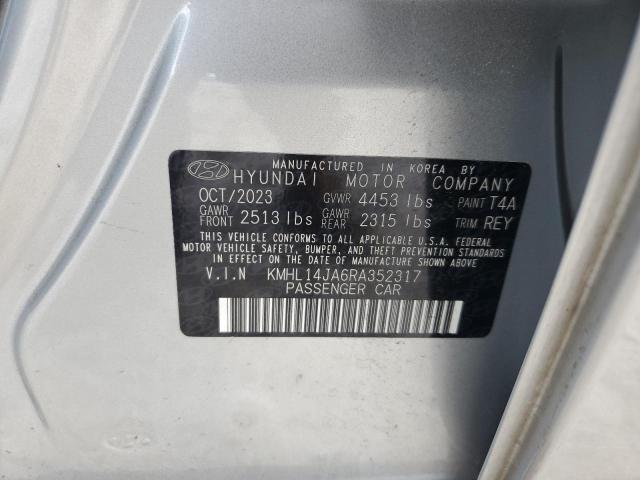 MANUFACTURED IN KOREA BY
HYUNDAI MOTOR COMPANY
OCT/2023 GVWR 4453 lbs PAINT T4A
GAWR FRONT 2513 lbs GAWR REAR 2315 lbs TRIM REY
THIS VEHICLE CONFORMS TO ALL APPLICABLE U.S.A. FEDERAL
MOTOR VEHICLE SAFETY, BUMPER, AND THEFT PREVENTION
STANDARDS IN EFFECT ON THE DATE OF MANUFACTURE SHOWN ABOVE.
V.I.N KMHL14JA6RA352317
PASSENGER CAR